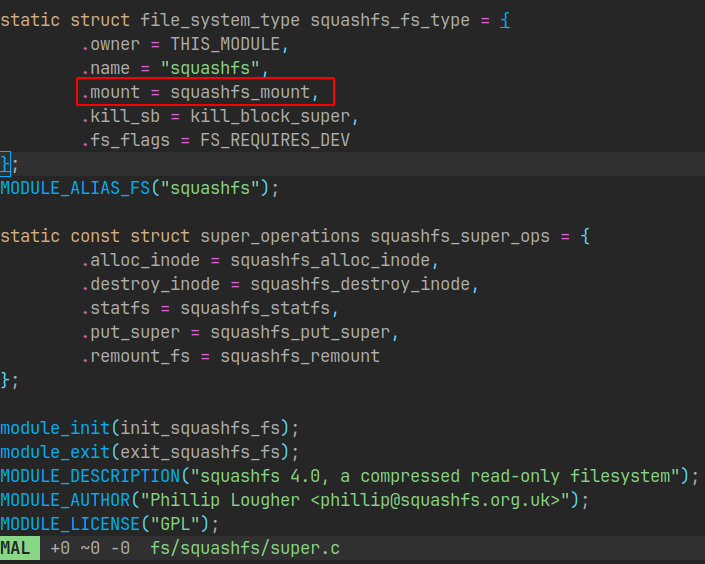 static struct file_system_type squashfs_fs_type = {
        .owner = THIS_MODULE,
        .name = "squashfs",
        .mount = squashfs_mount,
        .kill_sb = kill_block_super,
        .fs_flags = FS_REQUIRES_DEV
};
MODULE_ALIAS_FS("squashfs");

static const struct super_operations squashfs_super_ops = {
        .alloc_inode = squashfs_alloc_inode,
        .destroy_inode = squashfs_destroy_inode,
        .statfs = squashfs_statfs,
        .put_super = squashfs_put_super,
        .remount_fs = squashfs_remount
};

module_init(init_squashfs_fs);
module_exit(exit_squashfs_fs);
MODULE_DESCRIPTION("squashfs 4.0, a compressed read-only filesystem");
MODULE_AUTHOR("Phillip Lougher <phillip@squashfs.org.uk>");
MODULE_LICENSE("GPL");
MAL +0 ~0 -0 fs/squashfs/super.c